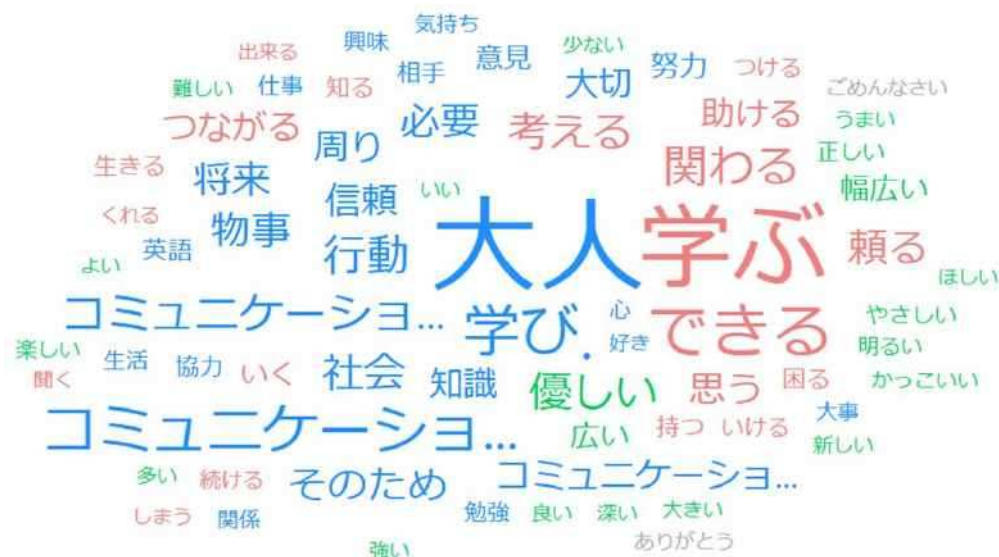 気持ち
興味
少ない
出来る
意見
努力
つける
相手
大切
ごめんなさい
難しい
仕事
知る
必要
考える
助ける
うまい
つながる
周り
関わる
正しい
生きる
将来
信頼
いい
幅広い
くれる
物事
行動
大人
学ぶ
頼る
英語
よい
ほしい
コミュニケーショ...
学び.
心
できる
やさしい
好き
明るい
楽しい
生活
協力
いく
社会
知識
優しい
思う
困る
かっこいい
聞く
大事
コミュニケーショ...
広い
持つ
いける
新しい
多い
続ける
そのため
コミュニケーショ...
しまう
関係
勉強
良い
深い
大きい
強い
ありがとう